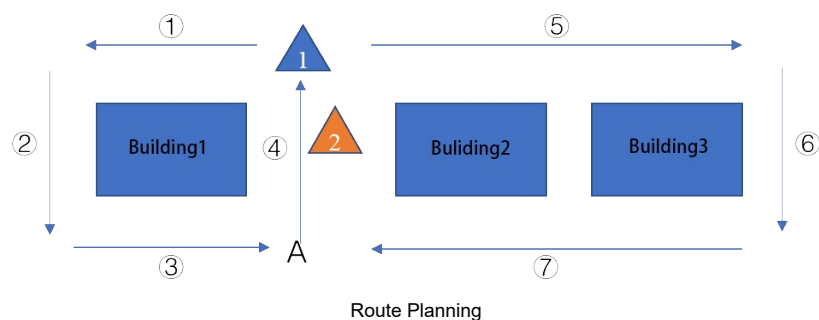 ① ⑤
1
② Building1 ④ 2 Buliding2 Building3 ⑥
A
③ ⑦
Route Planning